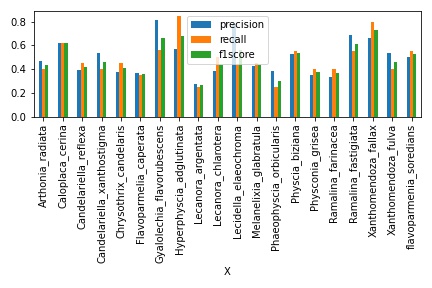 0.8
0.6
0.4
0.2
0.0
precision
recall
f1score
Arthonia_radiata
Caloplaca_cerina
Candelariella_reflexa
Candelariella_xanthostigma
Chrysothrix_candelaris
Flavoparmelia_caperata
Gyalolechia_flavorubescens
Hyperphyscia_adglutinata
Lecanora_argentata
Lecanora_chlarotera
Lecidella_elaeochroma
Melanelixia_glabratula
Phaeophyscia_orbicularis
Physcia_biziana
Physconia_grisea
Ramalina_farinacea
Ramalina_fastigiata
Xanthomendoza_fallax
Xanthomendoza_fulva
flavoparmenia_soredians
X